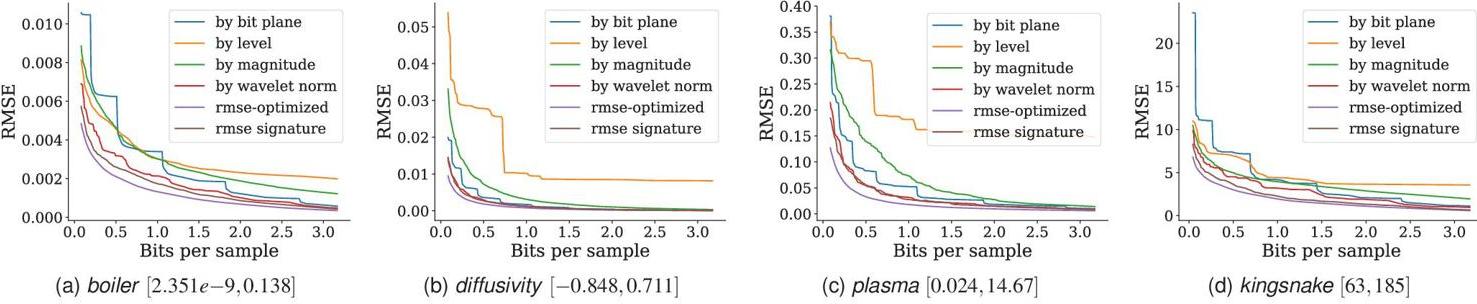 RMSE
0.010
0.008
0.006
0.004
0.002
0.000
by bit plane
by level
by magnitude
by wavelet norm
rmse-optimized
rmse signature
0.0 0.5 1.0 1.5 2.0 2.5 3.0
Bits per sample
(a) boiler [2.351e−9,0.138]
RMSE
0.05
0.04
0.03
0.02
0.01
0.00
by bit plane
by level
by magnitude
by wavelet norm
rmse-optimized
rmse signature
0.0 0.5 1.0 1.5 2.0 2.5 3.0
Bits per sample
(b) diffusivity [−0.848,0.711]
RMSE
0.40
0.35
0.30
0.25
0.20
0.15
0.10
0.05
0.00
by bit plane
by level
by magnitude
by wavelet norm
rmse-optimized
rmse signature
0.0 0.5 1.0 1.5 2.0 2.5 3.0
Bits per sample
(c) plasma [0.024,14.67]
RMSE
20
15
10
5
0
by bit plane
by level
by magnitude
by wavelet norm
rmse-optimized
rmse signature
0.0 0.5 1.0 1.5 2.0 2.5 3.0
Bits per sample
(d) kingsnake [63,185]